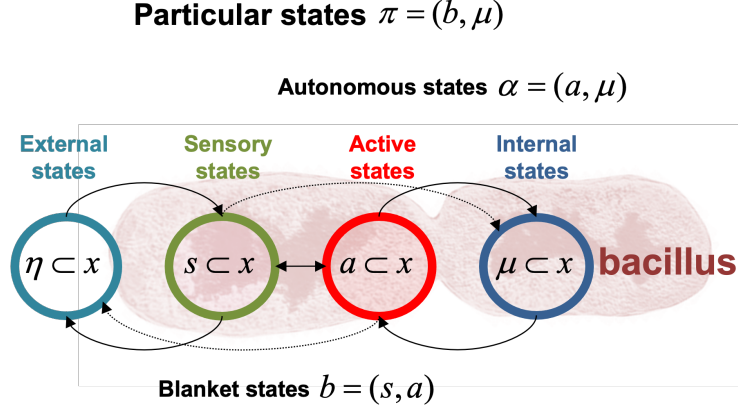 Particular states π = (b, μ)
Autonomous states α = (a, μ)
External states
Sensory states
Active states
Internal states
η ⊂ x
s ⊂ x
a ⊂ x
μ ⊂ x
bacillus
Blanket states b = (s, a)